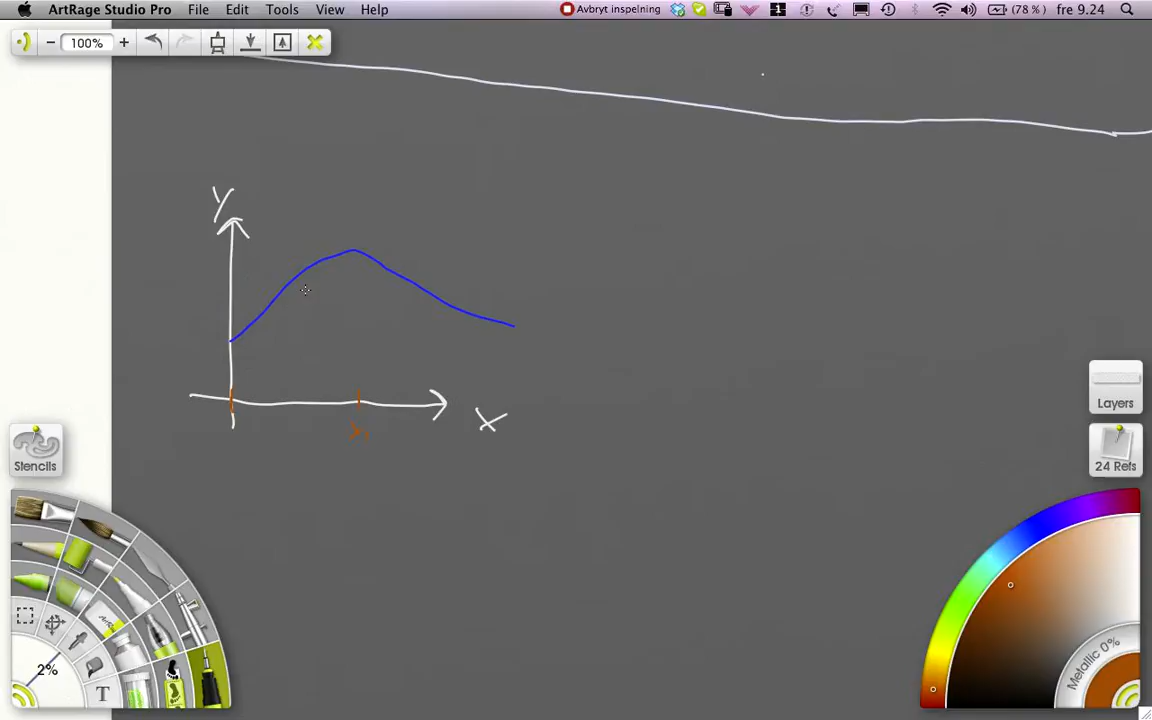 ArtRage Studio Pro File Edit Tools View Help Avbryt inspelning 1 (78 %) fre 9.24
100%
Y
X
Layers
Stencils
24 Refs
Metallic 0%
2%
T